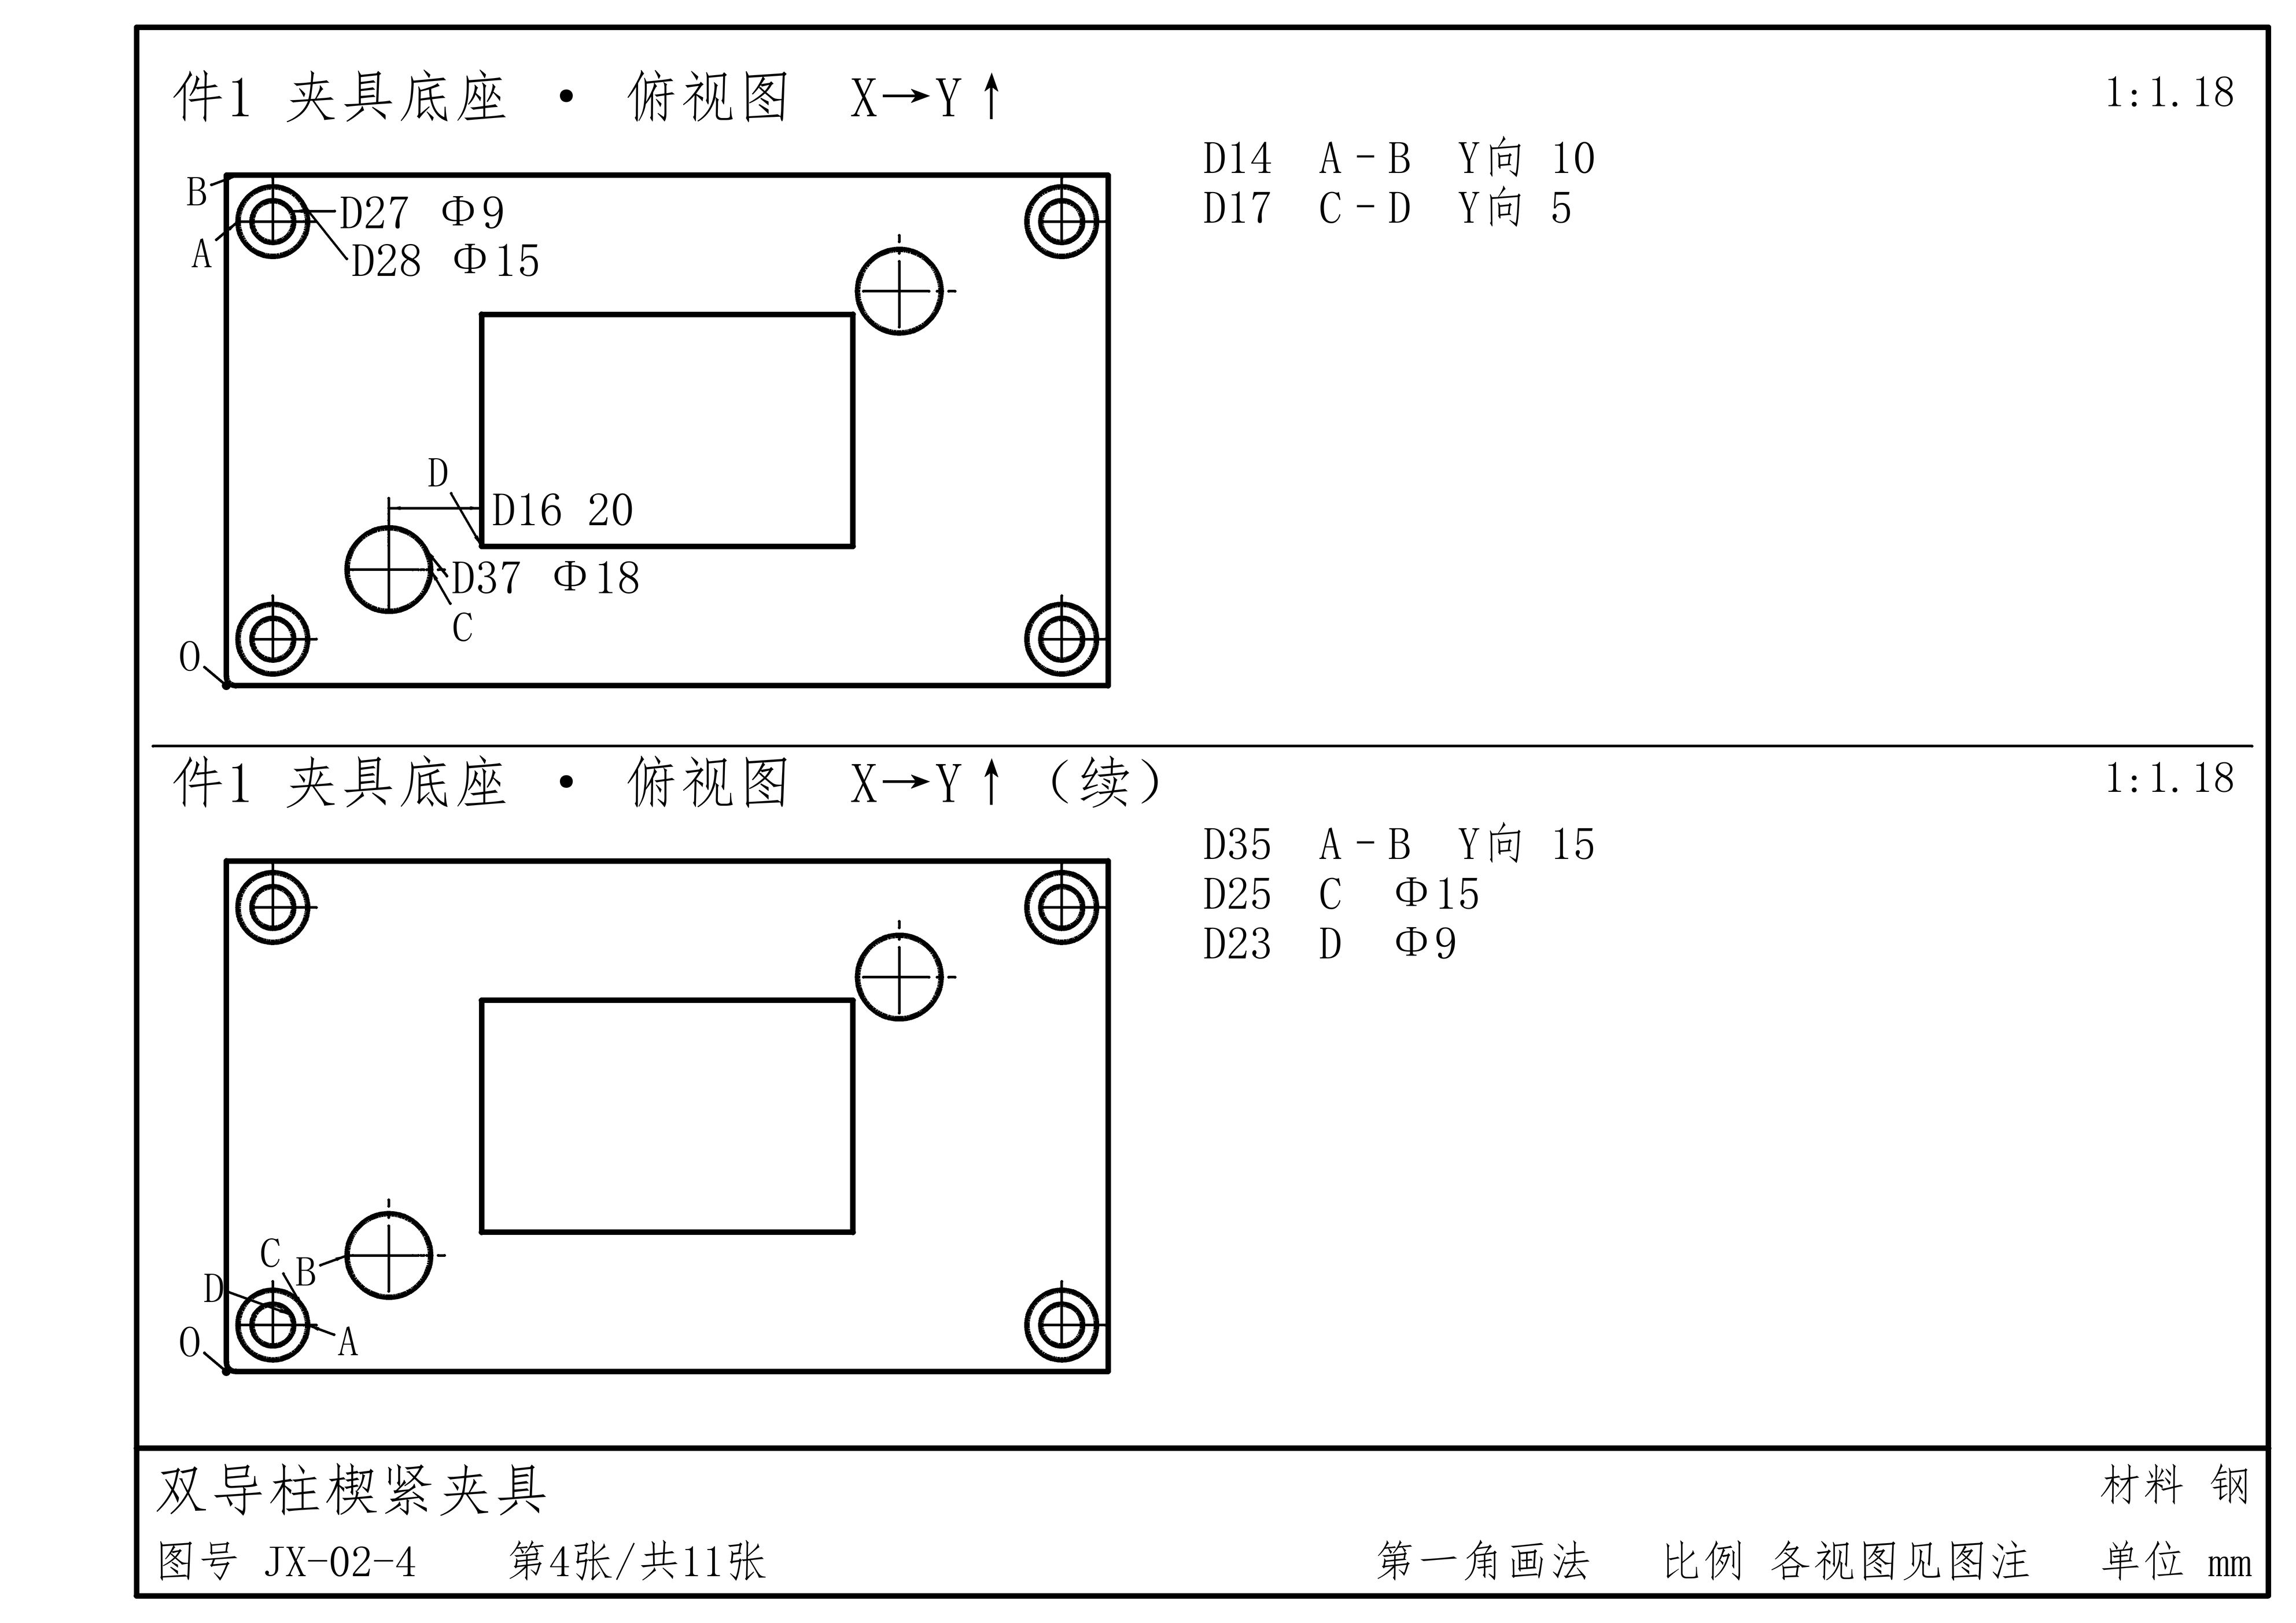 件1 夹具底座 · 俯视图 X→Y↑
1:1.18
D14 A-B Y向 10
D17 C-D Y向 5
B
D27 Φ9
A
D28 Φ15
D
D16 20
D37 Φ18
C
O
件1 夹具底座 · 俯视图 X→Y↑（续）
1:1.18
D35 A-B Y向 15
D25 C Φ15
D23 D Φ9
C
B
D
O
A
双导柱楔紧夹具
材料 钢
图号 JX-02-4 第4张/共11张 第一角画法 比例 各视图见图注 单位 mm